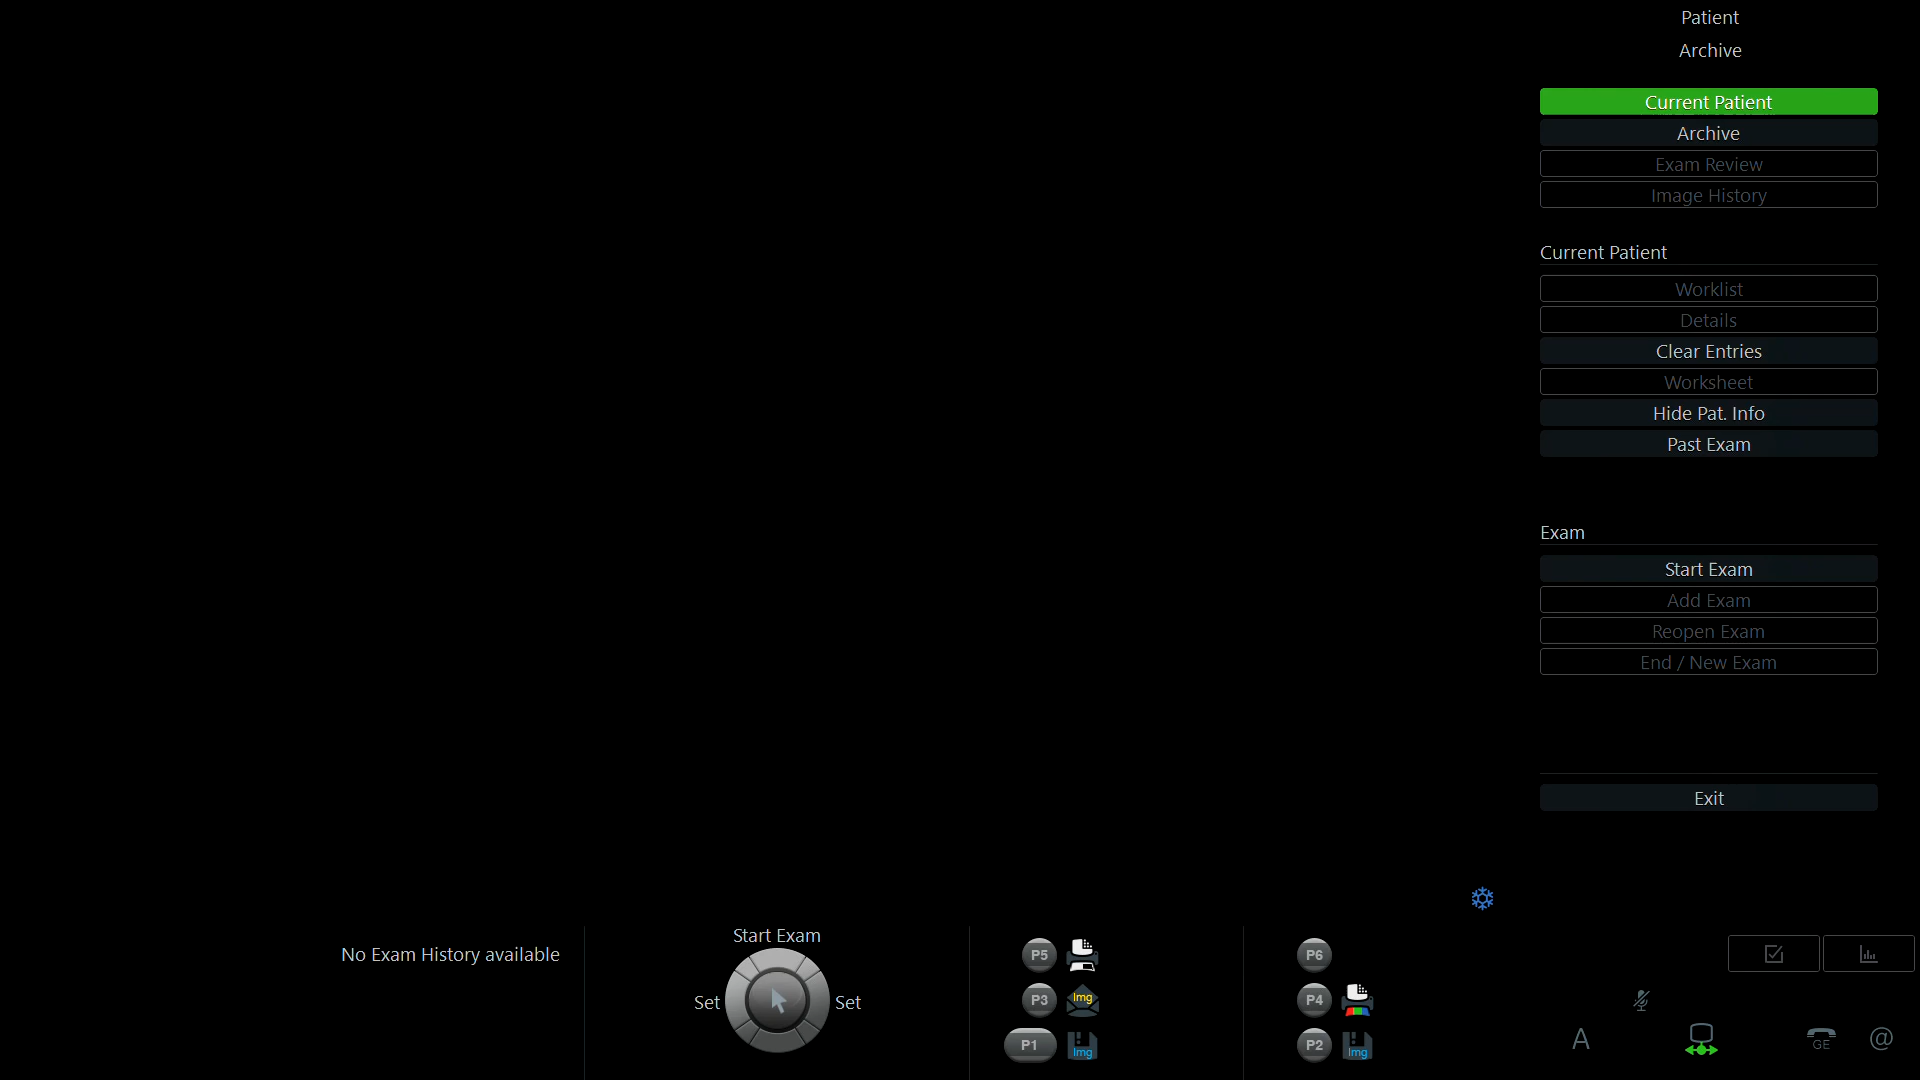 Patient
Archive
Current Patient
Archive
Exam Review
Image History
Current Patient
Worklist
Details
Clear Entries
Worksheet
Hide Pat. Info
Past Exam
Exam
Start Exam
Add Exam
Reopen Exam
End / New Exam
Exit
No Exam History available
Start Exam
Set
Set
P5
P3
Img
P1
Img
P6
P4
P2
Img
A
GE
@